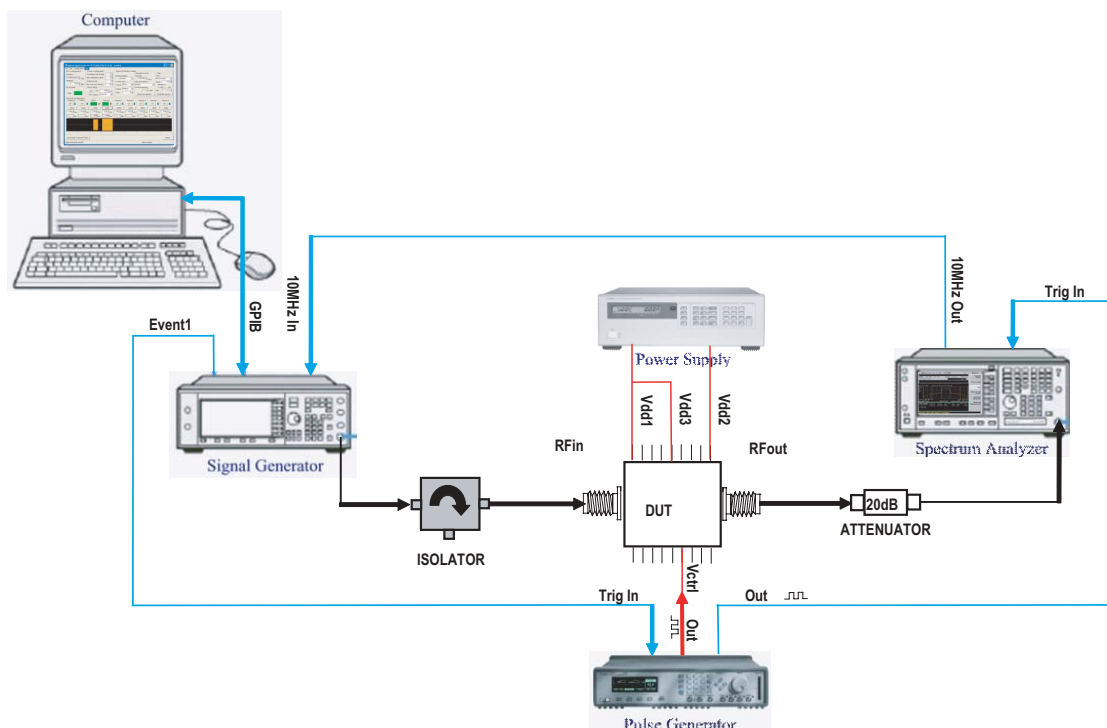 Computer
GPIB
10MHz In
10MHz Out
Trig In
Event1
Power Supply
Signal Generator
Spectrum Analyzer
Vdd1
Vdd3
Vdd2
RFin
RFout
DUT
20dB
ATTENUATOR
ISOLATOR
Vctrl
Trig In
Out
Out
Pulse Generator